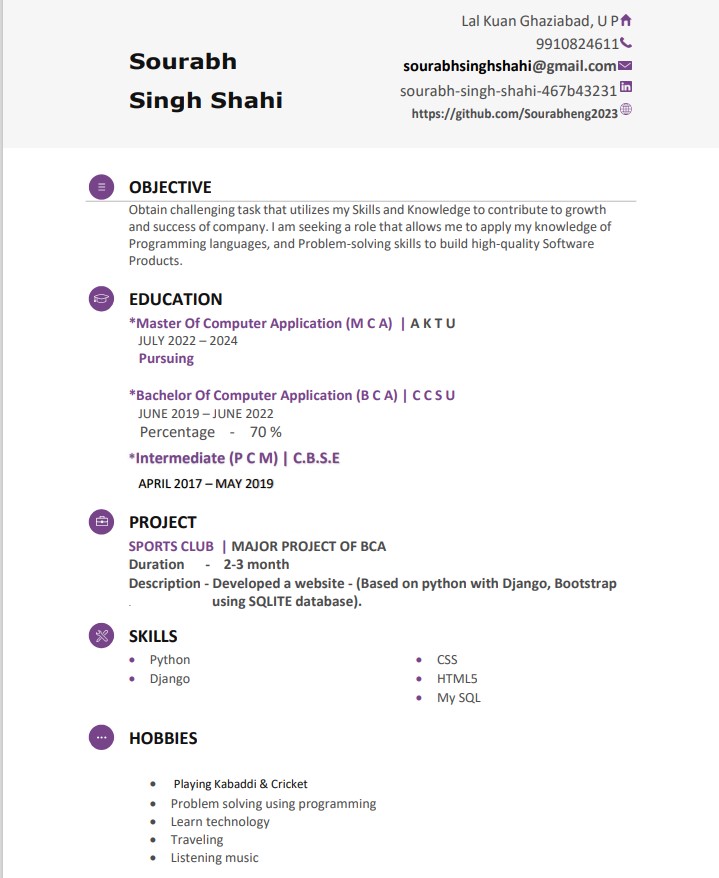 Sourabh
Singh Shahi
Lal Kuan Ghaziabad, U P
9910824611
sourabhsinghshahi@gmail.com
sourabh-singh-shahi-467b43231
https://github.com/Sourabheng2023
OBJECTIVE
Obtain challenging task that utilizes my Skills and Knowledge to contribute to growth
and success of company. I am seeking a role that allows me to apply my knowledge of
Programming languages, and Problem-solving skills to build high-quality Software
Products.
EDUCATION
*Master Of Computer Application (M C A) | A K T U
JULY 2022 – 2024
Pursuing
*Bachelor Of Computer Application (B C A) | C C S U
JUNE 2019 – JUNE 2022
Percentage - 70 %
*Intermediate (P C M) | C.B.S.E
APRIL 2017 – MAY 2019
PROJECT
SPORTS CLUB | MAJOR PROJECT OF BCA
Duration - 2-3 month
Description - Developed a website - (Based on python with Django, Bootstrap
. using SQLITE database).
SKILLS
• Python
• Django
• CSS
• HTML5
• My SQL
HOBBIES
• Playing Kabaddi & Cricket
• Problem solving using programming
• Learn technology
• Traveling
• Listening music